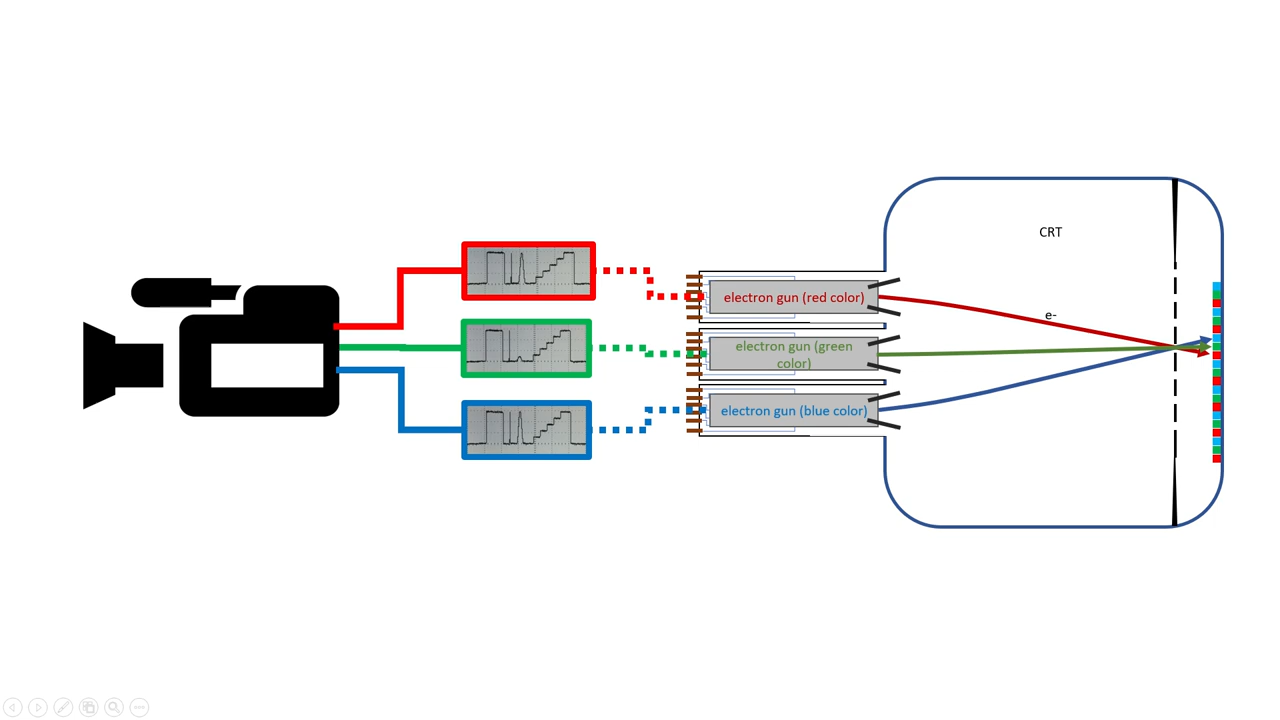 CRT
electron gun (red color)
e-
electron gun (green
color)
electron gun (blue color)